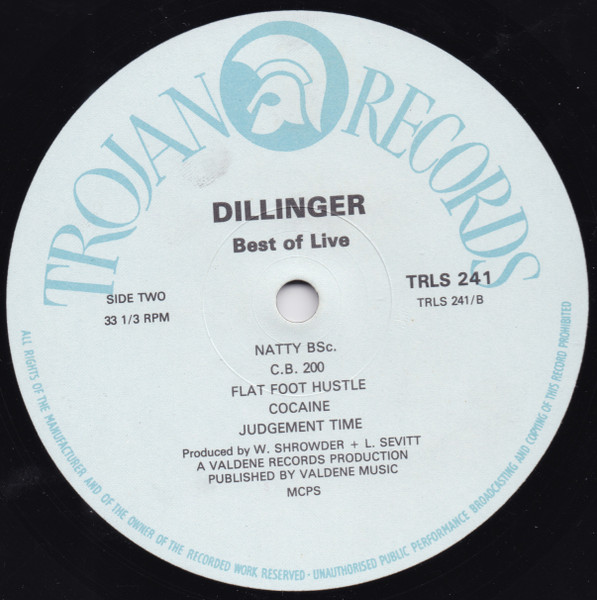 TROJAN RECORDS
DILLINGER
Best of Live
SIDE TWO
33 1/3 RPM
TRLS 241
TRLS 241/B
NATTY BSc.
C.B. 200
FLAT FOOT HUSTLE
COCAINE
JUDGEMENT TIME
Produced by W. SHROWDER + L. SEVITT
A VALDENE RECORDS PRODUCTION
PUBLISHED BY VALDENE MUSIC
MCPS
ALL RIGHTS OF THE MANUFACTURER AND OF THE OWNER OF THE RECORDED WORK RESERVED · UNAUTHORISED PUBLIC PERFORMANCE BROADCASTING AND COPYING OF THIS RECORD PROHIBITED